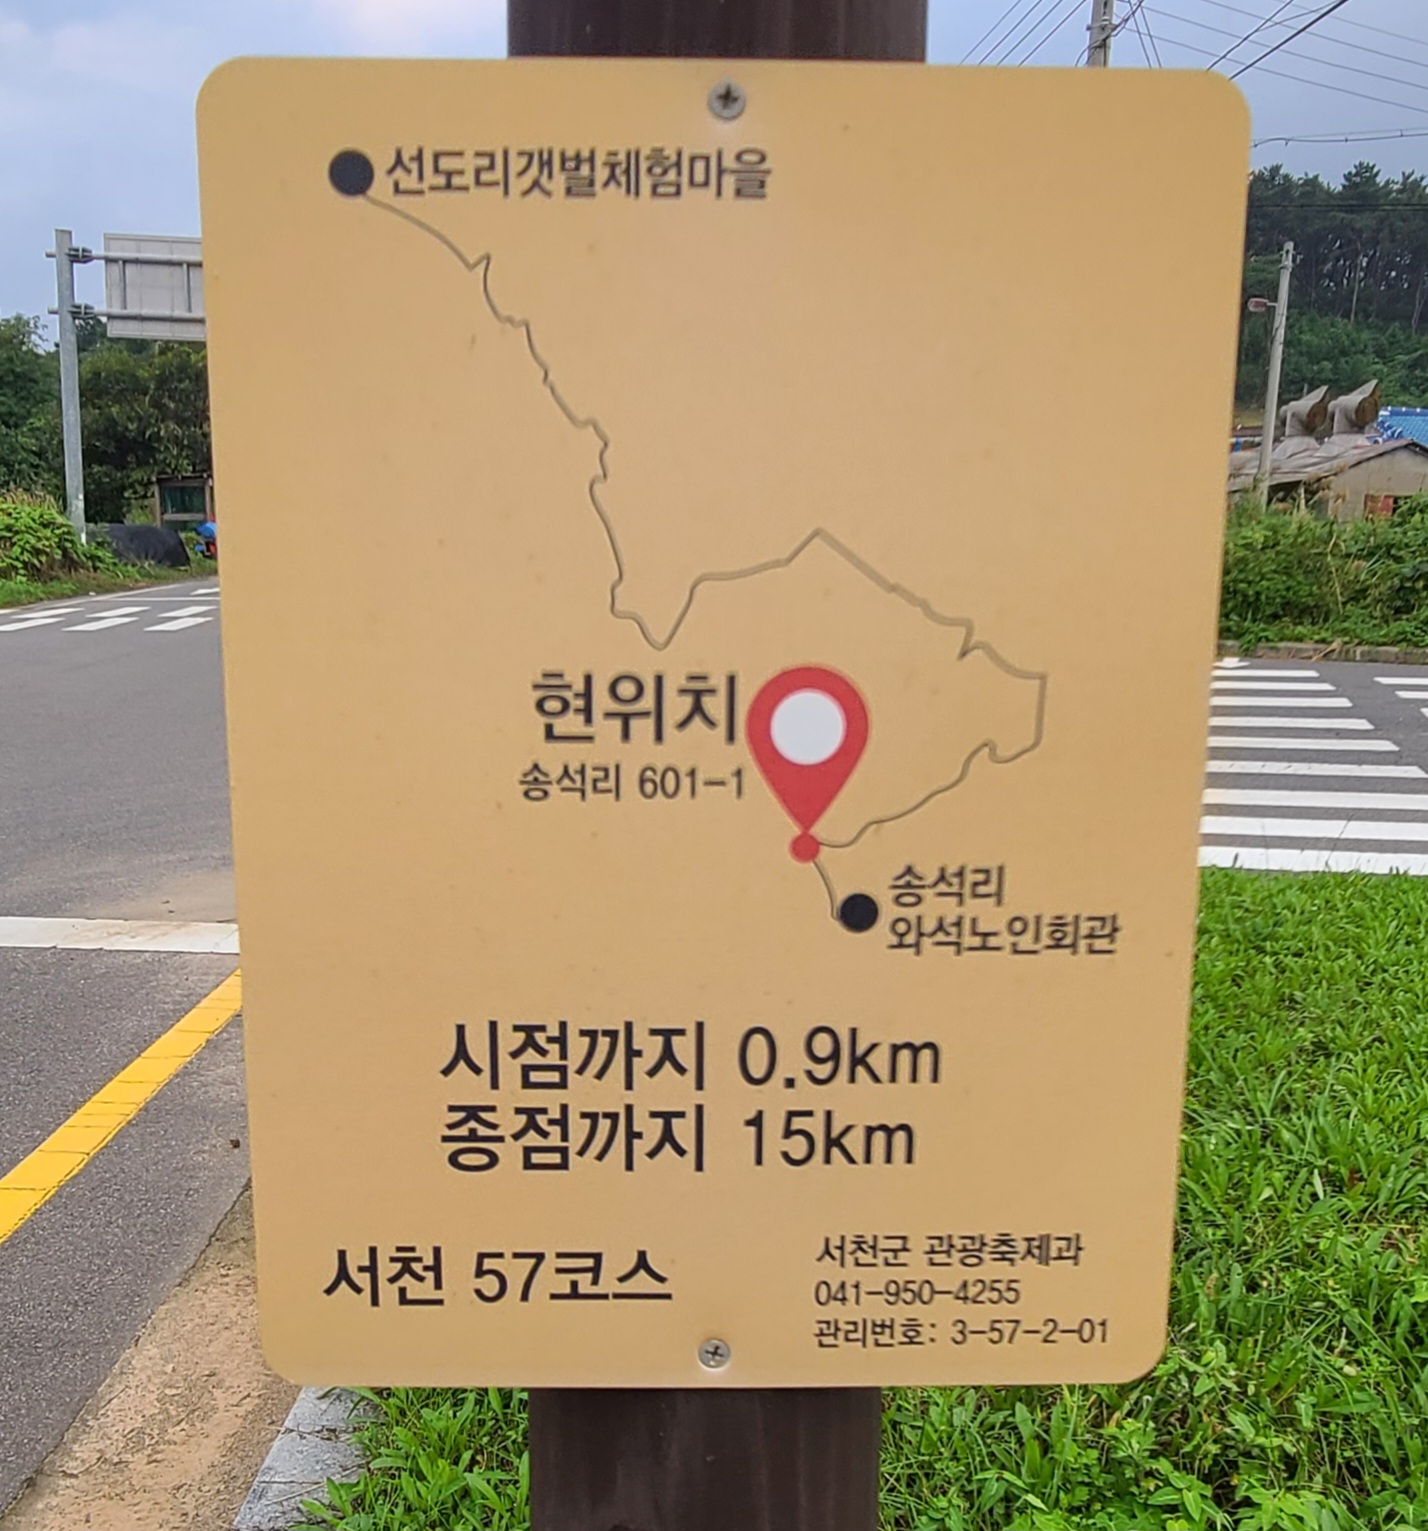 선도리갯벌체험마을
현위치
송석리 601-1
송석리
와석노인회관
시점까지 0.9km
종점까지 15km
서천 57코스
서천군 관광축제과
041-950-4255
관리번호: 3-57-2-01